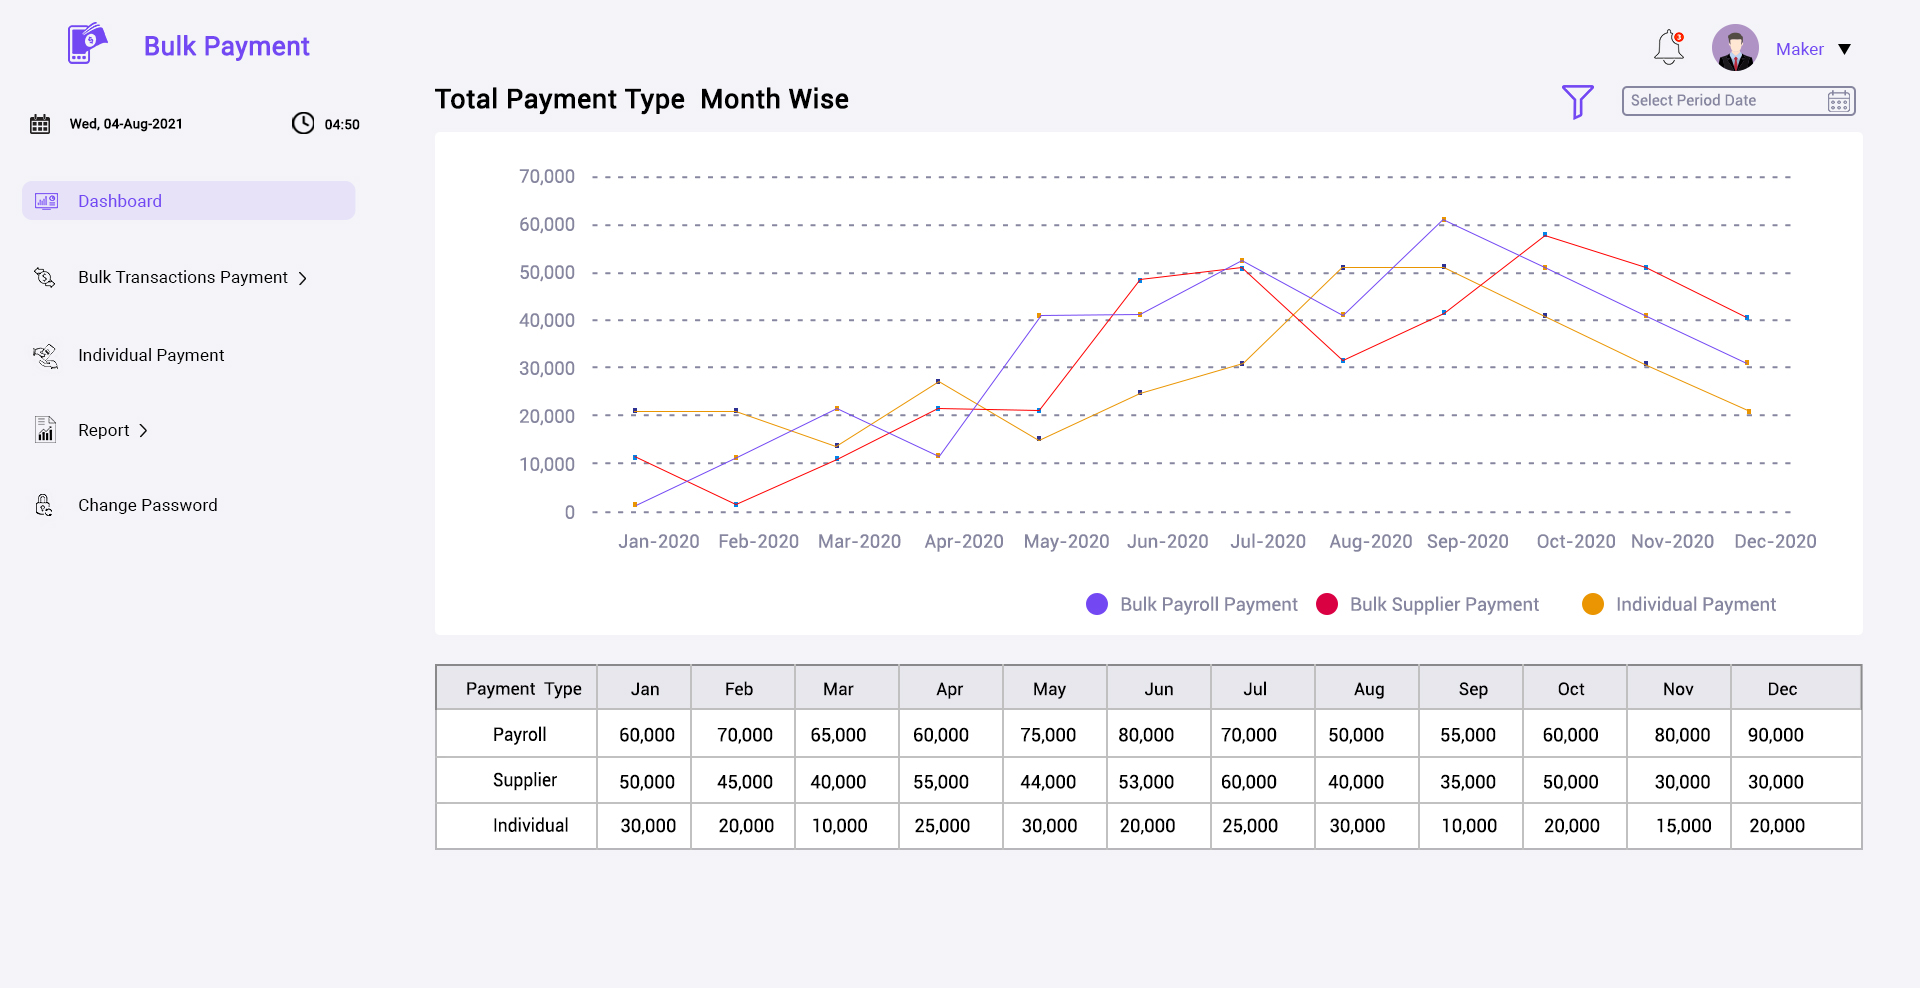 Bulk Payment
3
Maker
Total Payment Type Month Wise
Select Period Date
Wed, 04-Aug-2021
04:50
Dashboard
Bulk Transactions Payment
Individual Payment
Report
Change Password
70,000
60,000
50,000
40,000
30,000
20,000
10,000
0
Jan-2020 Feb-2020 Mar-2020 Apr-2020 May-2020 Jun-2020 Jul-2020 Aug-2020 Sep-2020 Oct-2020 Nov-2020 Dec-2020
Bulk Payroll Payment Bulk Supplier Payment Individual Payment
Payment Type Jan Feb Mar Apr May Jun Jul Aug Sep Oct Nov Dec
Payroll 60,000 70,000 65,000 60,000 75,000 80,000 70,000 50,000 55,000 60,000 80,000 90,000
Supplier 50,000 45,000 40,000 55,000 44,000 53,000 60,000 40,000 35,000 50,000 30,000 30,000
Individual 30,000 20,000 10,000 25,000 30,000 20,000 25,000 30,000 10,000 20,000 15,000 20,000